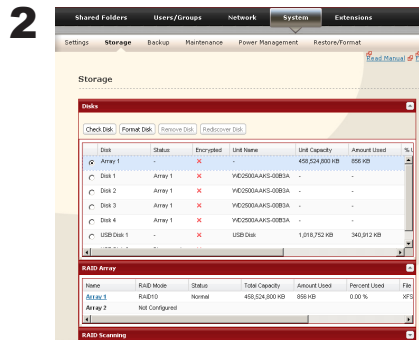 2
Shared Folders Users/Groups Network System Extensions
Settings Storage Backup Maintenance Power Management Restore/Format
Read Manual
Storage
Disks
Check Disk Format Disk Remove Disk Rediscover Disk
Disk Status Encrypted Unit Name Unit Capacity Amount Used % U
Array 1 - - 458,524,800 KB 856 KB
Disk 1 Array 1 WD2500AAKS-00B3A - -
Disk 2 Array 1 WD2500AAKS-00B3A - -
Disk 3 Array 1 WD2500AAKS-00B3A - -
Disk 4 Array 1 WD2500AAKS-00B3A - -
USB Disk 1 - USB Disk 1,018,752 KB 340,912 KB
RAID Array
Name RAID Mode Status Total Capacity Amount Used Percent Used File
Array 1 RAID10 Normal 458,524,800 KB 856 KB 0.00 % XFS
Array 2 Not Configured
RAID Scanning